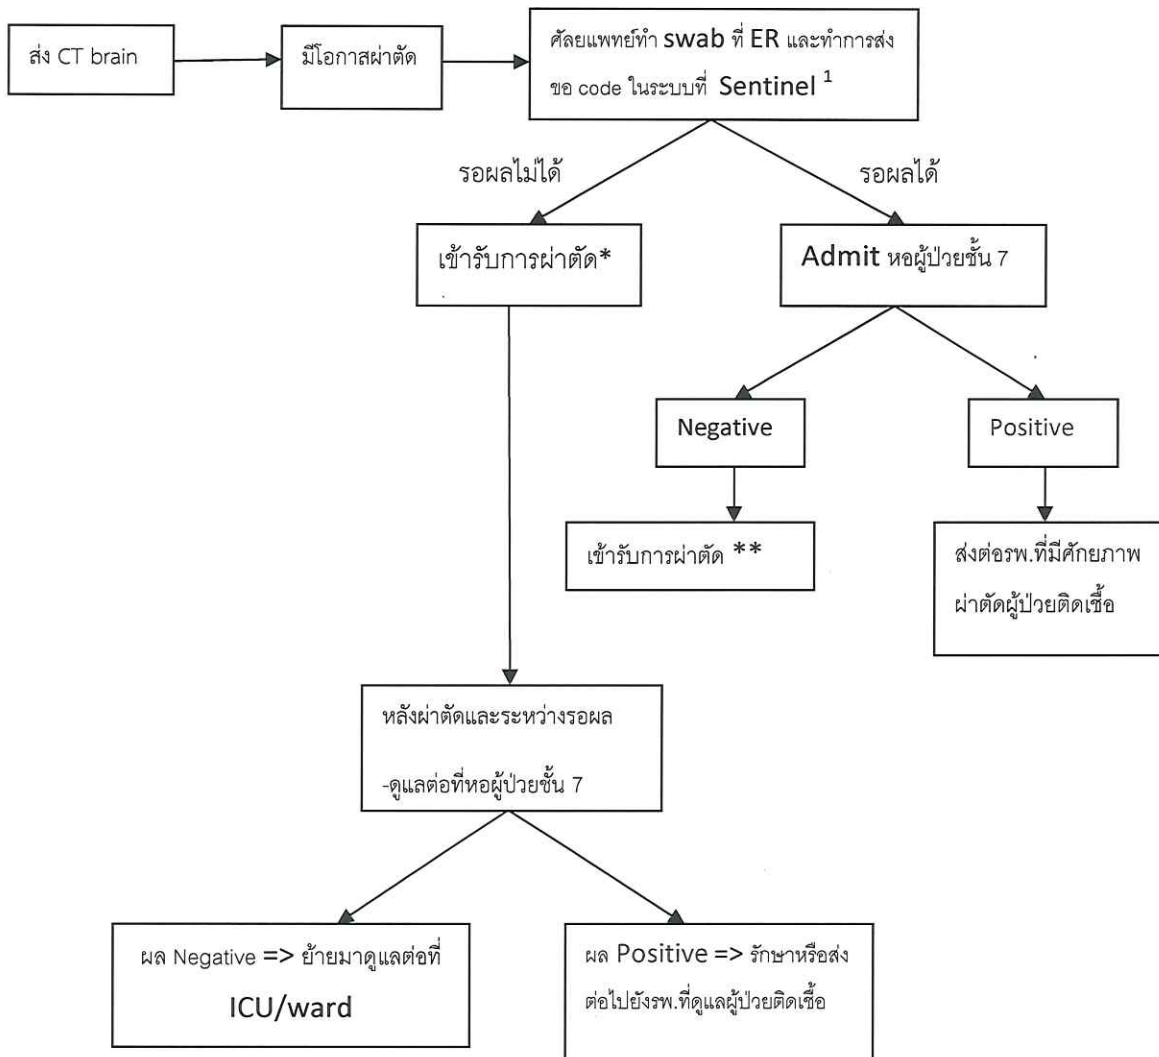 ส่ง CT brain
มีโอกาสผ่าตัด
ศัลยแพทย์ทำ swab ที่ ER และทำการส่ง
ขอ code ในระบบที่ Sentinel 1
รอผลไม่ได้
รอผลได้
เข้ารับการผ่าตัด*
Admit หอผู้ป่วยชั้น 7
Negative
Positive
เข้ารับการผ่าตัด **
ส่งต่อรพ.ที่มีศักยภาพ
ผ่าตัดผู้ป่วยติดเชื้อ
หลังผ่าตัดและระหว่างรอผล
-ดูแลต่อที่หอผู้ป่วยชั้น 7
ผล Negative => ย้ายมาดูแลต่อที่
ICU/ward
ผล Positive => รักษาหรือส่ง
ต่อไปยังรพ.ที่ดูแลผู้ป่วยติดเชื้อ